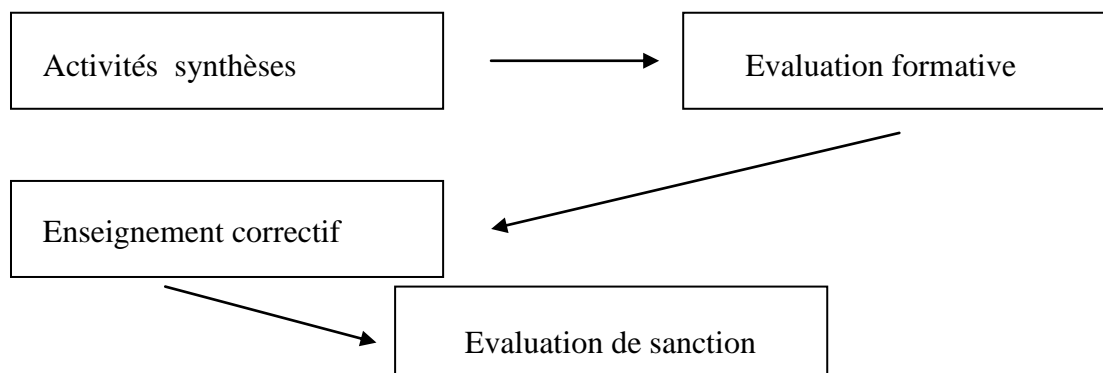 Activités synthèses
Evaluation formative
Enseignement correctif
Evaluation de sanction